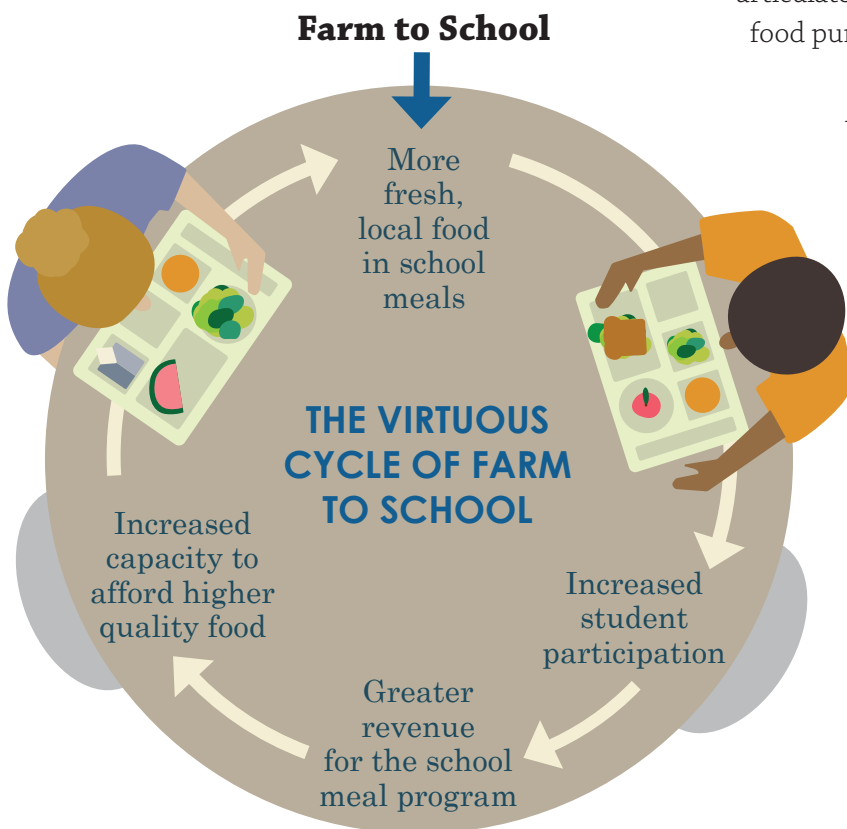 Farm to School
food
More
fresh,
local food
in school
meals
THE VIRTUOUS
CYCLE OF FARM
TO SCHOOL
Increased
student
participation
Greater
revenue
for the school
meal program
Increased
capacity to
afford higher
quality food